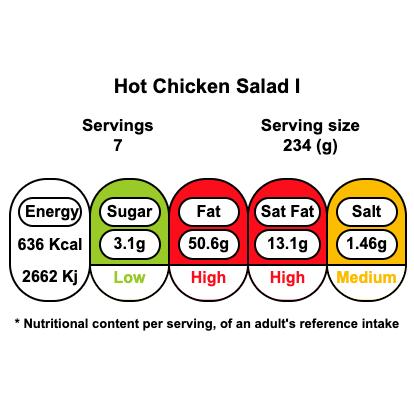 Hot Chicken Salad I
Servings
7
Serving size
234 (g)
Energy
636 Kcal
2662 Kj
Sugar
3.1g
Low
Fat
50.6g
High
Sat Fat
13.1g
High
Salt
1.46g
Medium
* Nutritional content per serving, of an adult's reference intake